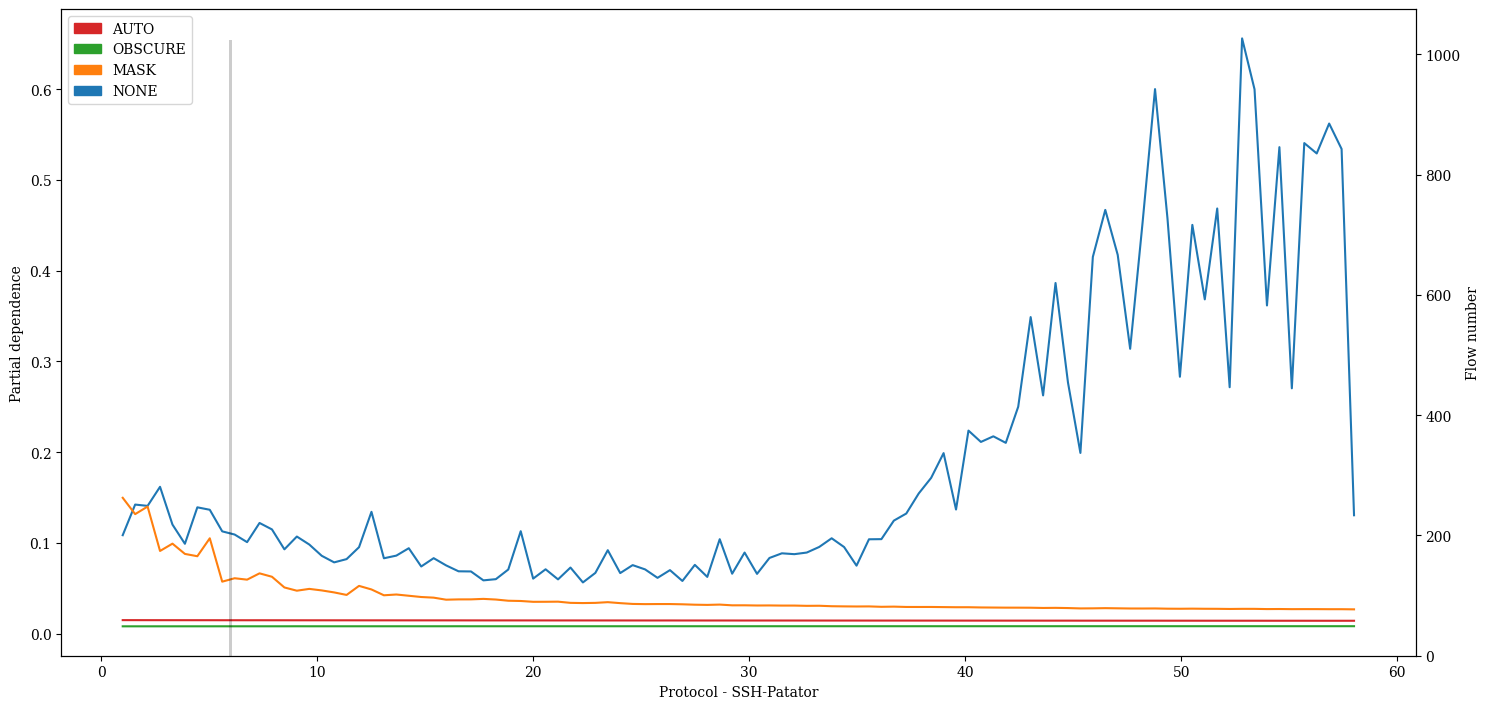 AUTO
OBSCURE
MASK
NONE
Partial dependence
0.6
0.5
0.4
0.3
0.2
0.1
0.0
1000
800
600
400
200
0
Flow number
0 10 20 30 40 50 60
Protocol - SSH-Patator